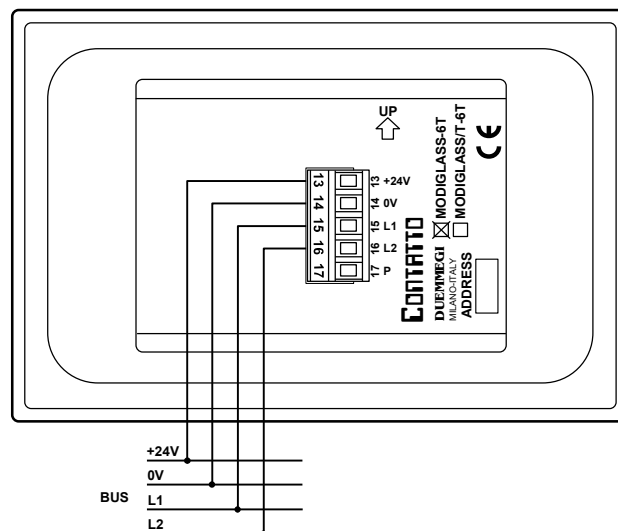 UP
13 13 +24V
14 14 0V
15 15 L1
16 16 L2
17 17 P
CONTATTO
DUEMMEGI
MILANO-ITALY
ADDRESS
MODIGLASS-6T
MODIGLASS/T-6T
CE
+24V
0V
BUS
L1
L2